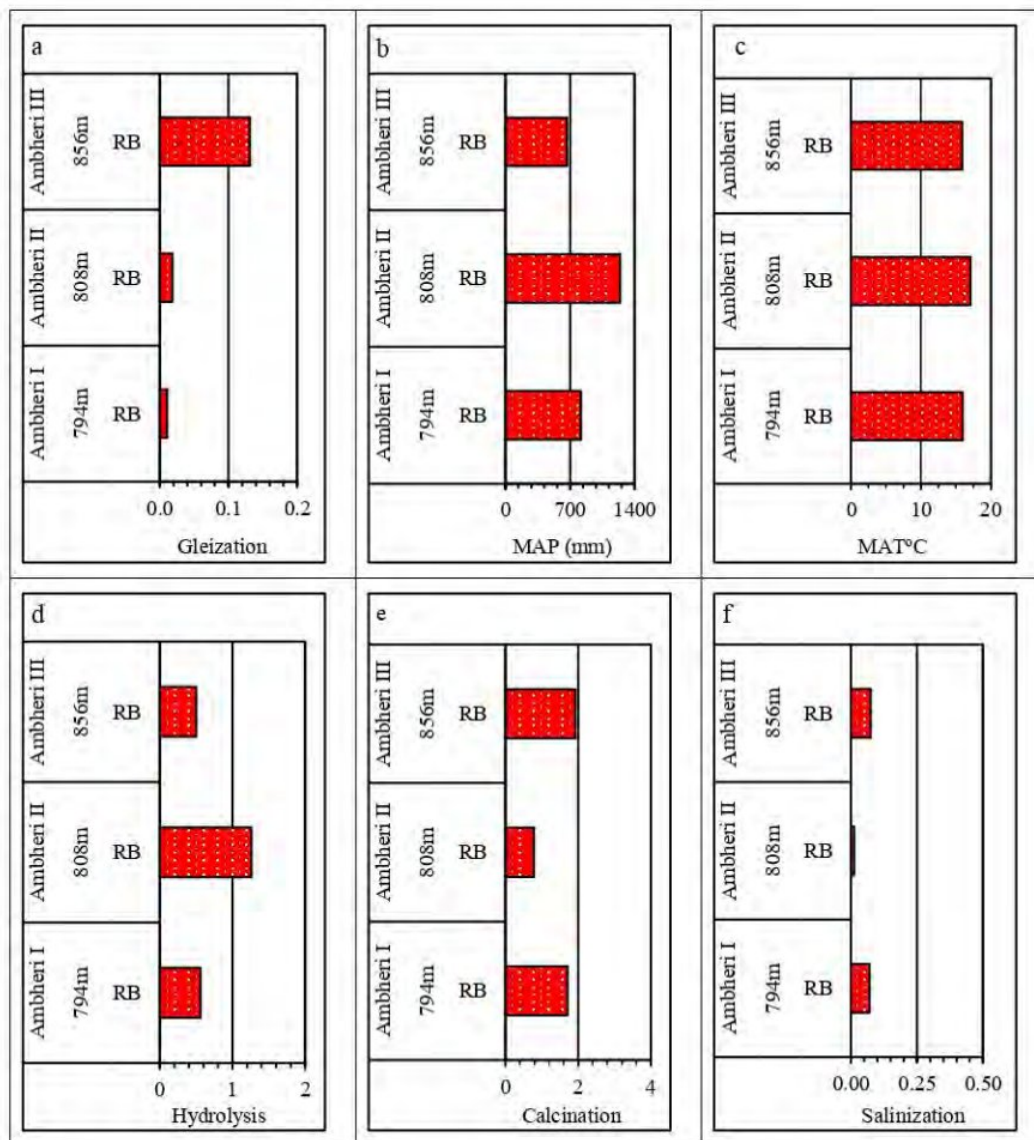 a
Ambheri III
856m
RB
Ambheri II
808m
RB
Ambheri I
794m
RB
0.0 0.1 0.2
Gleization
b
Ambheri III
856m
RB
Ambheri II
808m
RB
Ambheri I
794m
RB
0 700 1400
MAP (mm)
c
Ambheri III
856m
RB
Ambheri II
808m
RB
Ambheri I
794m
RB
0 10 20
MATºC
d
Ambheri III
856m
RB
Ambheri II
808m
RB
Ambheri I
794m
RB
0 1 2
Hydrolysis
e
Ambheri III
856m
RB
Ambheri II
808m
RB
Ambheri I
794m
RB
0 2 4
Calcination
f
Ambheri III
856m
RB
Ambheri II
808m
RB
Ambheri I
794m
RB
0.00 0.25 0.50
Salinization